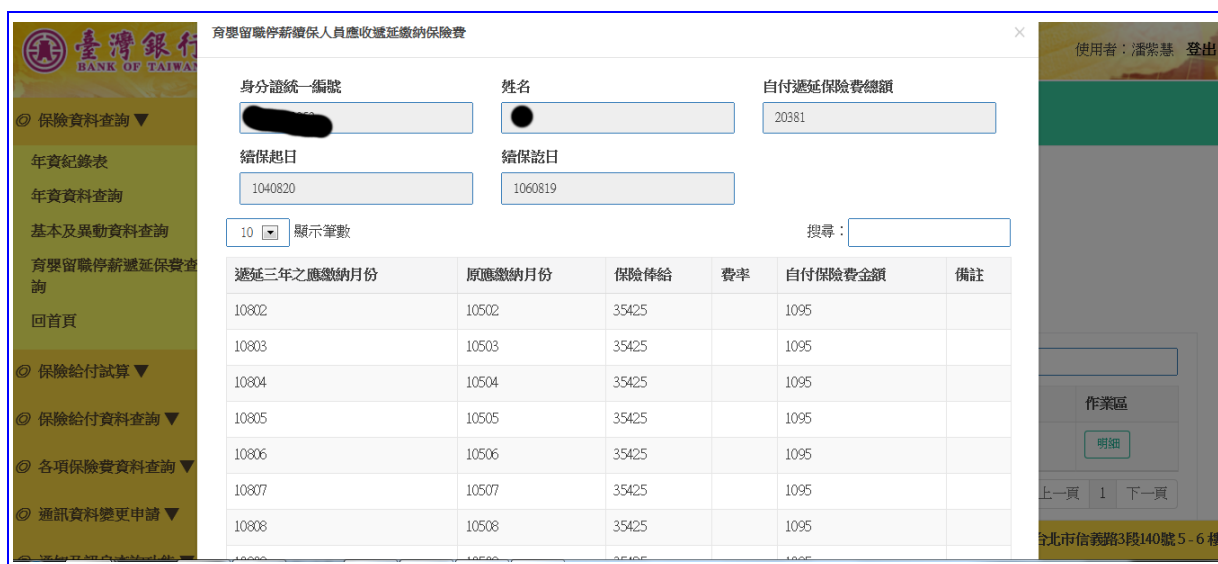 臺灣銀行
BANK OF TAIWAN
育嬰留職停薪續保人員應收遞延繳納保險費
×
使用者：潘紫慧 登出
◎ 保險資料查詢▼
年資紀錄表
年資資料查詢
基本及異動資料查詢
育嬰留職停薪遞延保費查
詢
回首頁
◎ 保險給付試算▼
◎ 保險給付資料查詢▼
◎ 各項保險費資料查詢▼
◎ 通訊資料變更申請▼
身分證統一編號 姓名 自付遞延保險費總額
20381
續保起日 續保訖日
1040820 1060819
10 顯示筆數 搜尋：
遞延三年之應繳納月份 原應繳納月份 保險俸給 費率 自付保險費金額 備註
10802 10502 35425 1095
10803 10503 35425 1095
10804 10504 35425 1095
10805 10505 35425 1095
10806 10506 35425 1095
10807 10507 35425 1095
10808 10508 35425 1095
作業區
明細
上一頁 1 下一頁
台北市信義路3段140號5-6樓